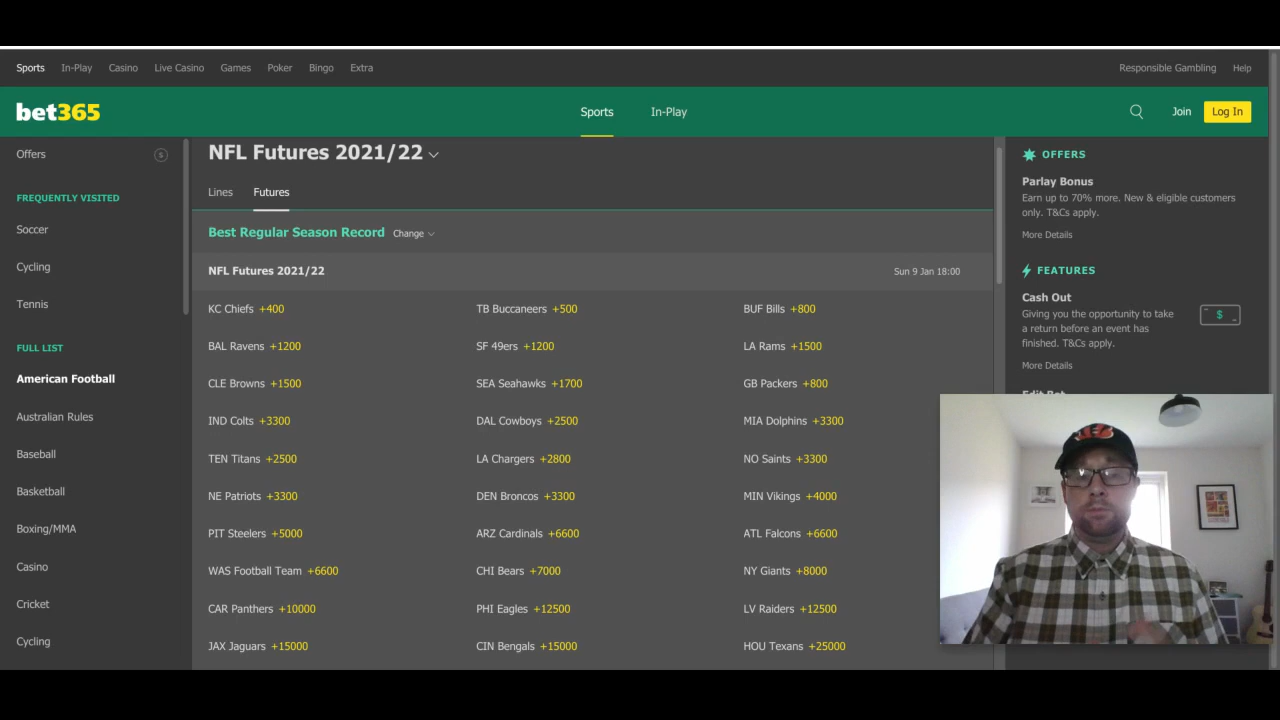 Sports In-Play Casino Live Casino Games Poker Bingo Extra Responsible Gambling Help
bet365 Sports In-Play Join Log In
Offers $
FREQUENTLY VISITED
Soccer
Cycling
Tennis
FULL LIST
American Football
Australian Rules
Baseball
Basketball
Boxing/MMA
Casino
Cricket
Cycling
NFL Futures 2021/22
Lines Futures
Best Regular Season Record Change
NFL Futures 2021/22 Sun 9 Jan 18:00
KC Chiefs +400 TB Buccaneers +500 BUF Bills +800
BAL Ravens +1200 SF 49ers +1200 LA Rams +1500
CLE Browns +1500 SEA Seahawks +1700 GB Packers +800
IND Colts +3300 DAL Cowboys +2500 MIA Dolphins +3300
TEN Titans +2500 LA Chargers +2800 NO Saints +3300
NE Patriots +3300 DEN Broncos +3300 MIN Vikings +4000
PIT Steelers +5000 ARZ Cardinals +6600 ATL Falcons +6600
WAS Football Team +6600 CHI Bears +7000 NY Giants +8000
CAR Panthers +10000 PHI Eagles +12500 LV Raiders +12500
JAX Jaguars +15000 CIN Bengals +15000 HOU Texans +25000
OFFERS
Parlay Bonus
Earn up to 70% more. New & eligible customers
only. T&Cs apply.
More Details
FEATURES
Cash Out
Giving you the opportunity to take
a return before an event has
finished. T&Cs apply.
$
More Details
Edit Bet